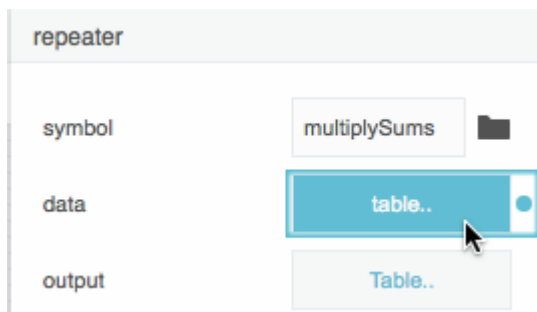 repeater
symbol multiplySums
data table..
output Table..